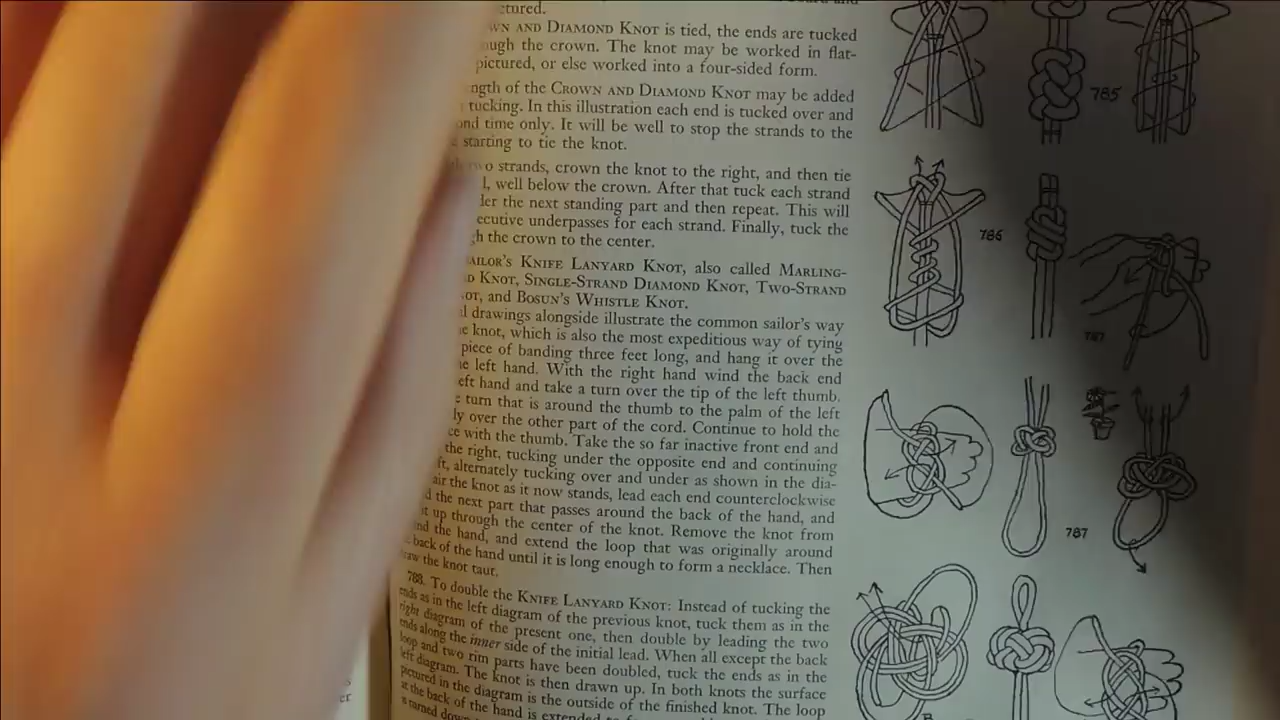 ctured.
WN AND DIAMOND KNOT is tied, the ends are tucked
ough the crown. The knot may be worked in flat-
pictured, or else worked into a four-sided form.
ngth of the CROWN AND DIAMOND KNOT may be added
tucking. In this illustration each end is tucked over and
ond time only. It will be well to stop the strands to the
starting to tie the knot.
two strands, crown the knot to the right, and then tie
l, well below the crown. After that tuck each strand
der the next standing part and then repeat. This will
ecutive underpasses for each strand. Finally, tuck the
gh the crown to the center.
AILOR'S KNIFE LANYARD KNOT, also called MARLING-
D KNOT, SINGLE-STRAND DIAMOND KNOT, TWO-STRAND
OT, and BOSUN'S WHISTLE KNOT.
l drawings alongside illustrate the common sailor's way
e knot, which is also the most expeditious way of tying
piece of banding three feet long, and hang it over the
e left hand. With the right hand wind the back end
eft hand and take a turn over the tip of the left thumb.
e turn that is around the thumb to the palm of the left
ly over the other part of the cord. Continue to hold the
ce with the thumb. Take the so far inactive front end and
the right, tucking under the opposite end and continuing
ft, alternately tucking over and under as shown in the dia-
air the knot as it now stands, lead each end counterclockwise
d the next part that passes around the back of the hand, and
it up through the center of the knot. Remove the knot from
nd the hand, and extend the loop that was originally around
back of the hand until it is long enough to form a necklace. Then
raw the knot taut.
788. To double the KNIFE LANYARD KNOT: Instead of tucking the
ends as in the left diagram of the previous knot, tuck them as in the
right diagram of the present one, then double by leading the two
ends along the inner side of the initial lead. When all except the back
loop and two rim parts have been doubled, tuck the ends as in the
left diagram. The knot is then drawn up. In both knots the surface
pictured in the diagram is the outside of the finished knot. The loop
at the back of the hand is extended
is turned down
785
786
787
787
B
er